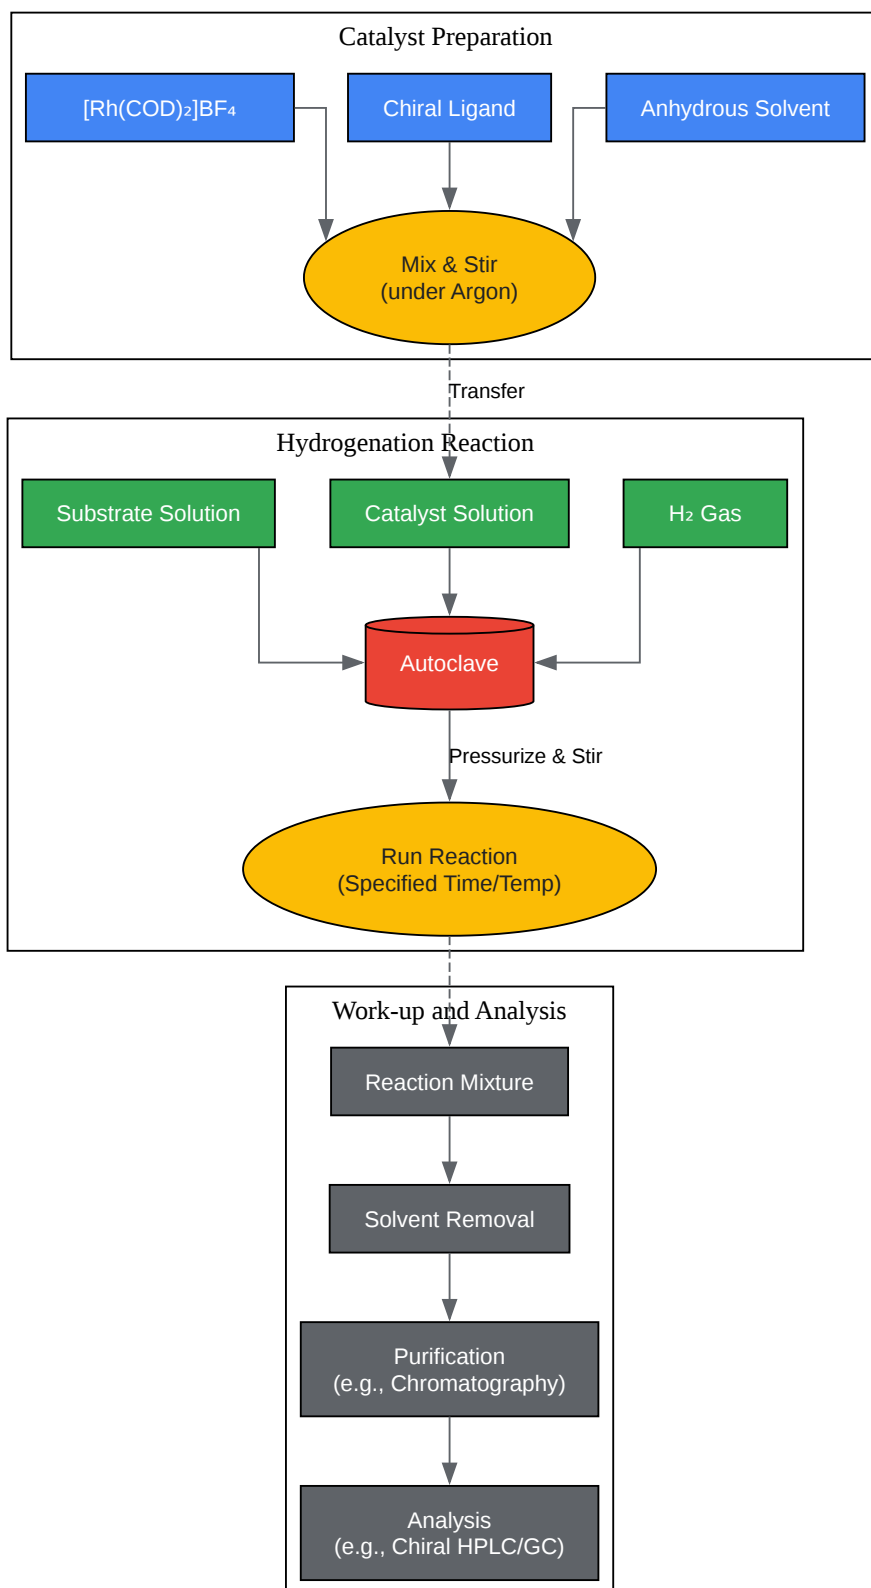 Catalyst Preparation
[Rh(COD)₂]BF₄
Chiral Ligand
Anhydrous Solvent
Mix & Stir
(under Argon)
Transfer
Hydrogenation Reaction
Substrate Solution
Catalyst Solution
H₂ Gas
Autoclave
Pressurize & Stir
Run Reaction
(Specified Time/Temp)
Work-up and Analysis
Reaction Mixture
Solvent Removal
Purification
(e.g., Chromatography)
Analysis
(e.g., Chiral HPLC/GC)